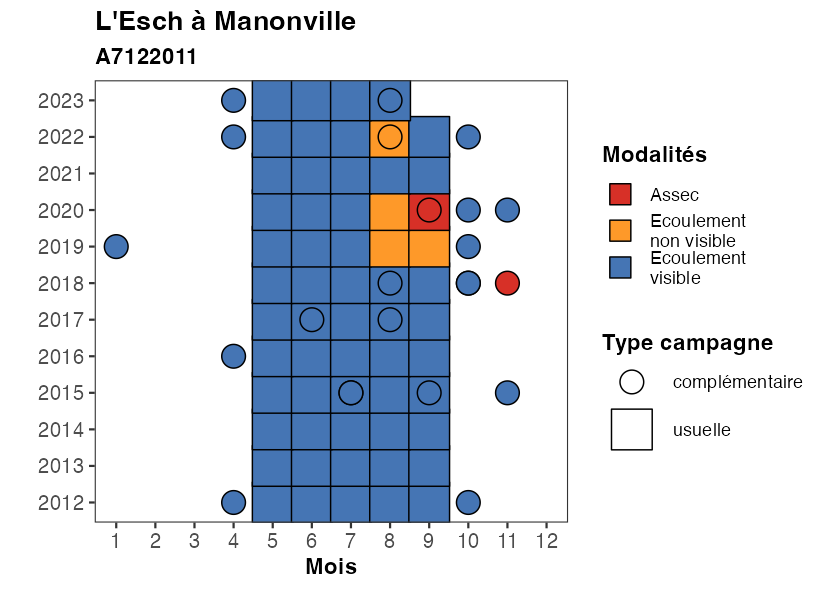 L'Esch à Manonville
A7122011
2023
2022
2021
2020
2019
2018
2017
2016
2015
2014
2013
2012
1 2 3 4 5 6 7 8 9 10 11 12
Mois
Modalités
Assec
Ecoulement
non visible
Ecoulement
visible
Type campagne
complémentaire
usuelle